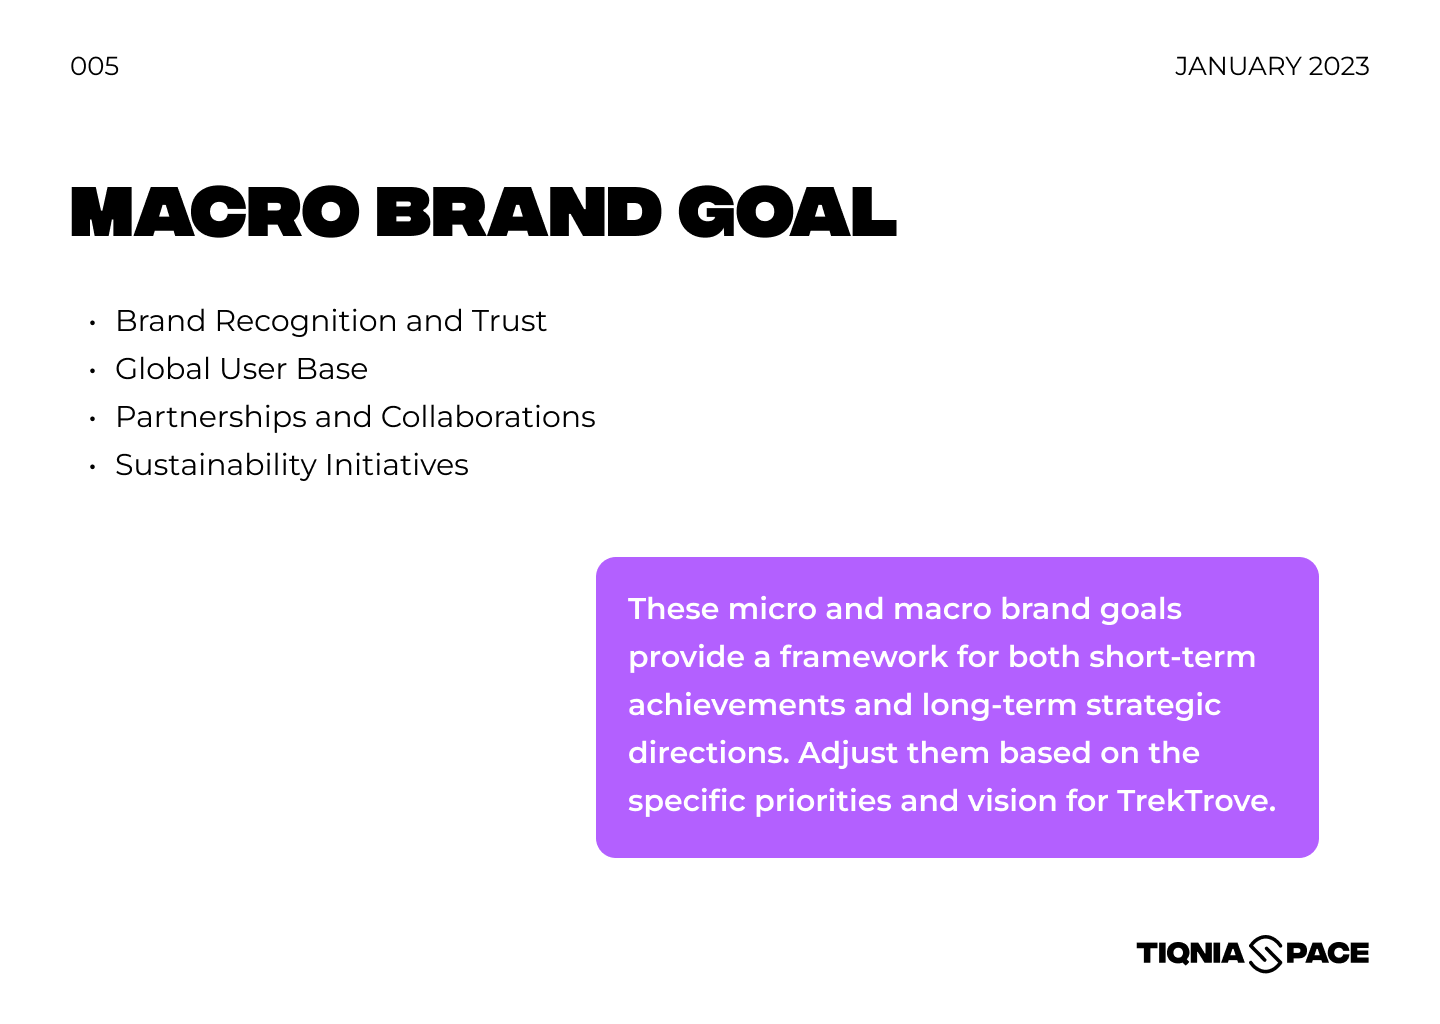 005
JANUARY 2023
MACRO BRAND GOAL
• Brand Recognition and Trust
• Global User Base
• Partnerships and Collaborations
• Sustainability Initiatives
These micro and macro brand goals
provide a framework for both short-term
achievements and long-term strategic
directions. Adjust them based on the
specific priorities and vision for TrekTrove.
TIQNIA SPACE